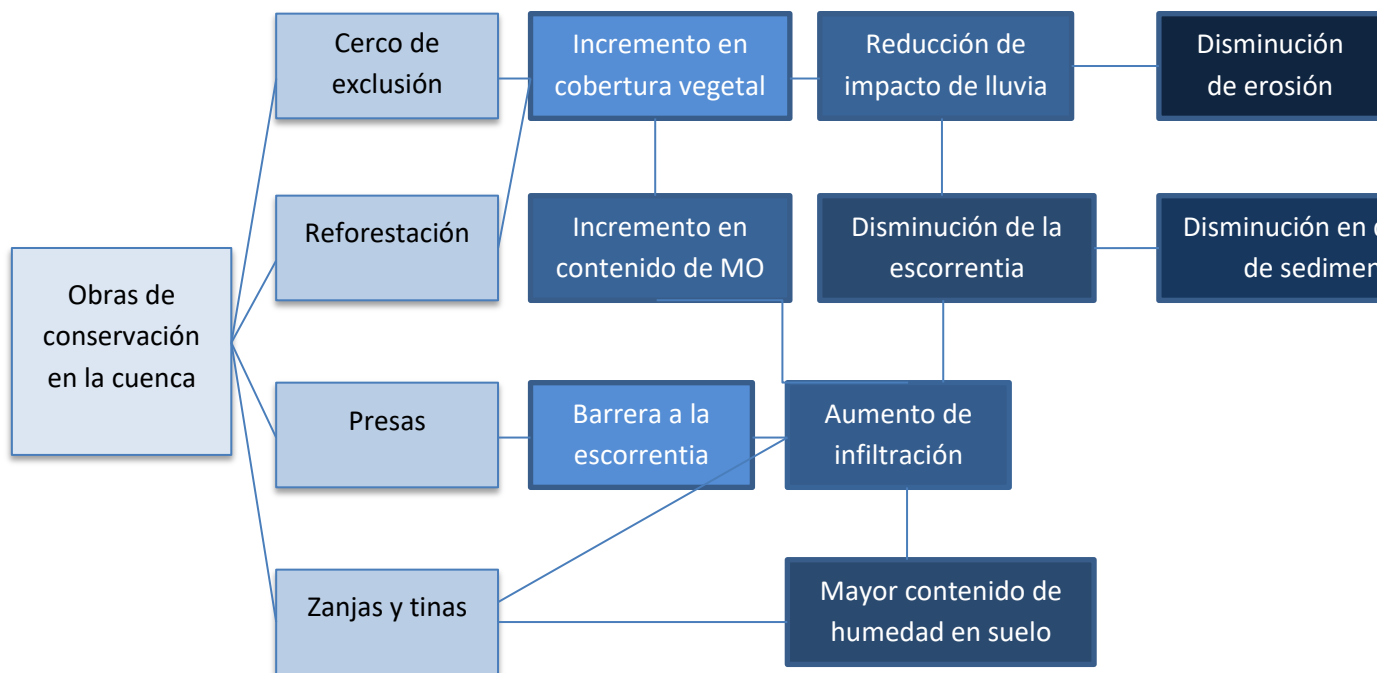 Obras de
conservación
en la cuenca
Cerco de
exclusión
Reforestación
Presas
Zanjas y tinas
Incremento en
cobertura vegetal
Incremento en
contenido de MO
Barrera a la
escorrentia
Reducción de
impacto de lluvia
Disminución de la
escorrentia
Aumento de
infiltración
Mayor contenido de
humedad en suelo
Disminución
de erosión
Disminución en
de